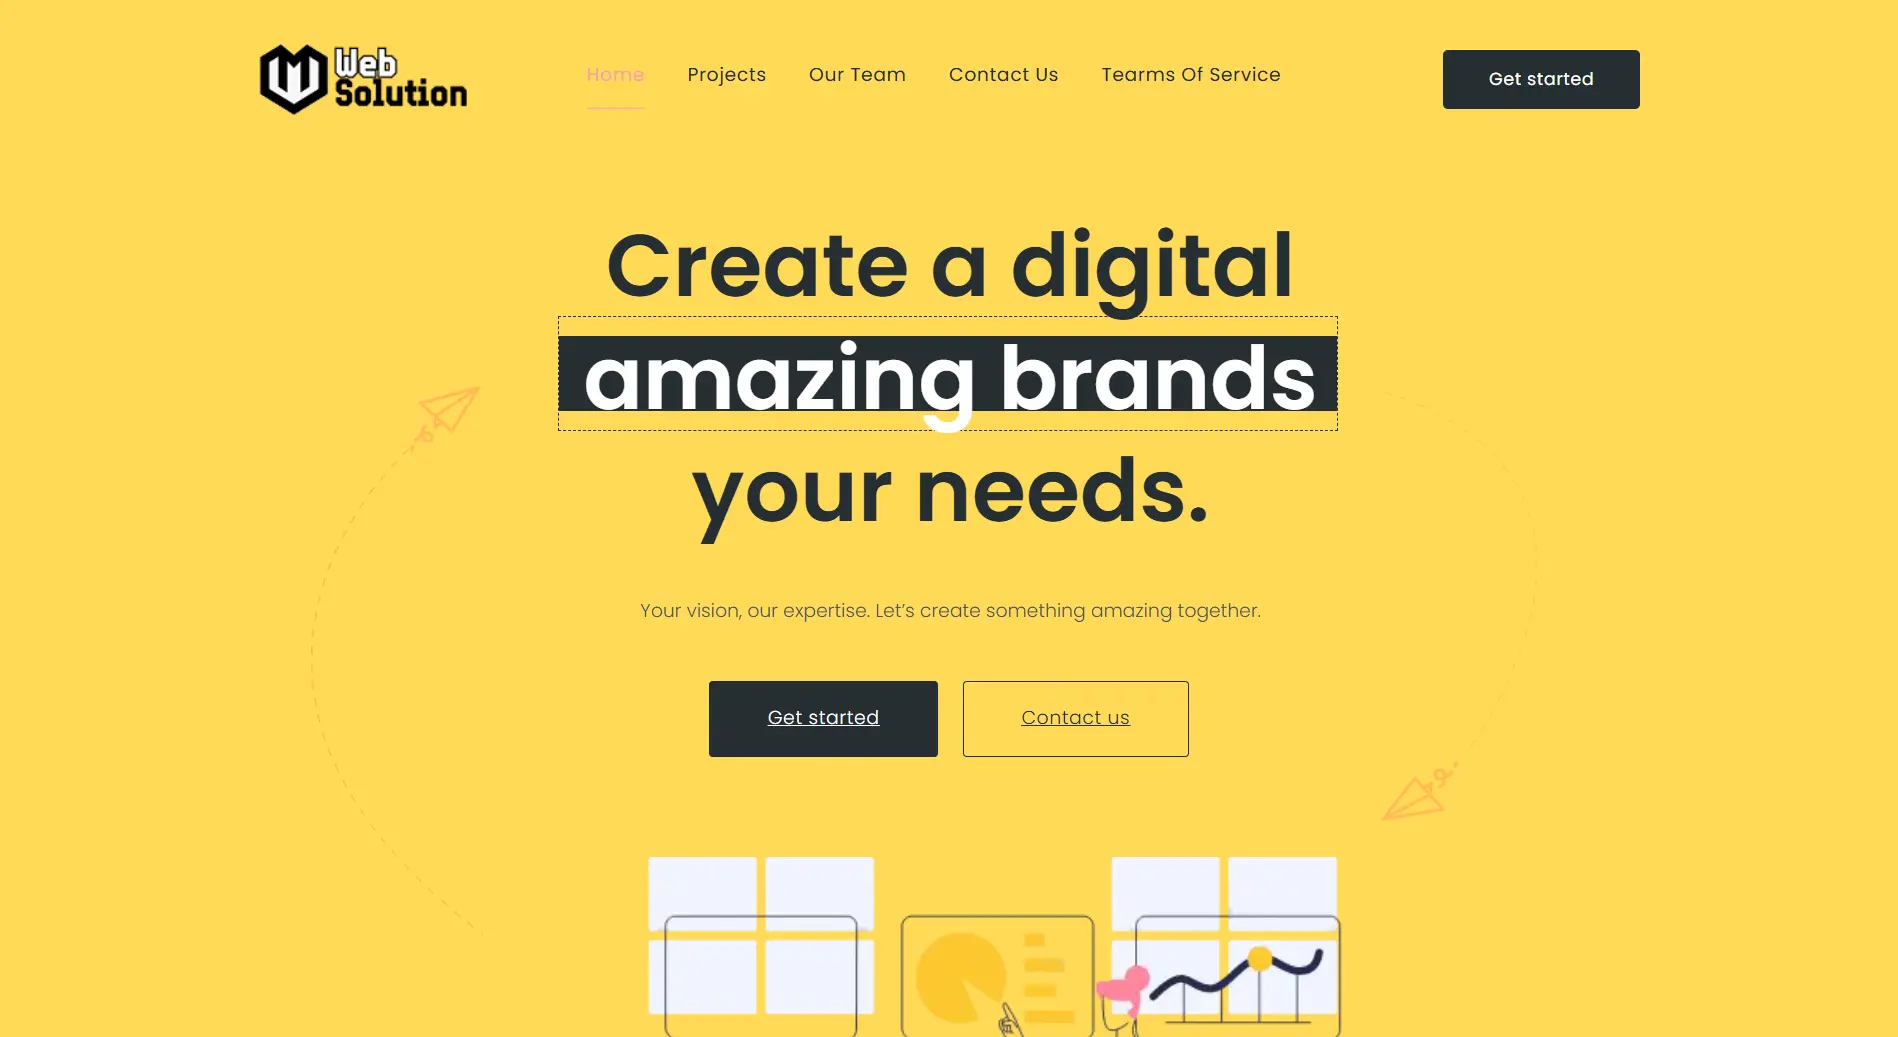 Web
Solution
Home
Projects
Our Team
Contact Us
Tearms Of Service
Get started
Create a digital
amazing brands
your needs.
Your vision, our expertise. Let's create something amazing together.
Get started
Contact us